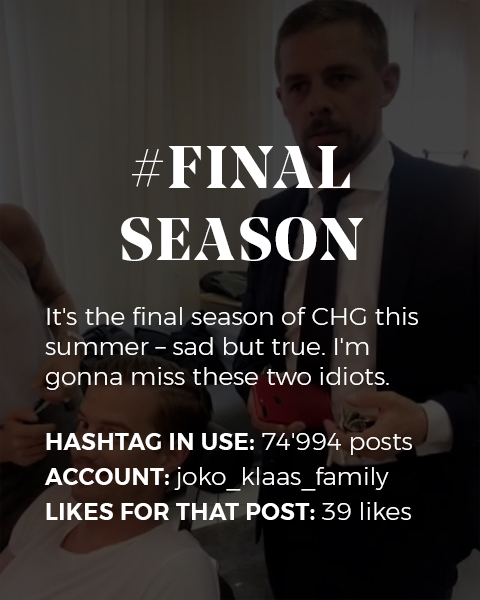 #FINAL
SEASON
It's the final season of CHG this
summer – sad but true. I'm
gonna miss these two idiots.
HASHTAG IN USE: 74'994 posts
ACCOUNT: joko_klaas_family
LIKES FOR THAT POST: 39 likes